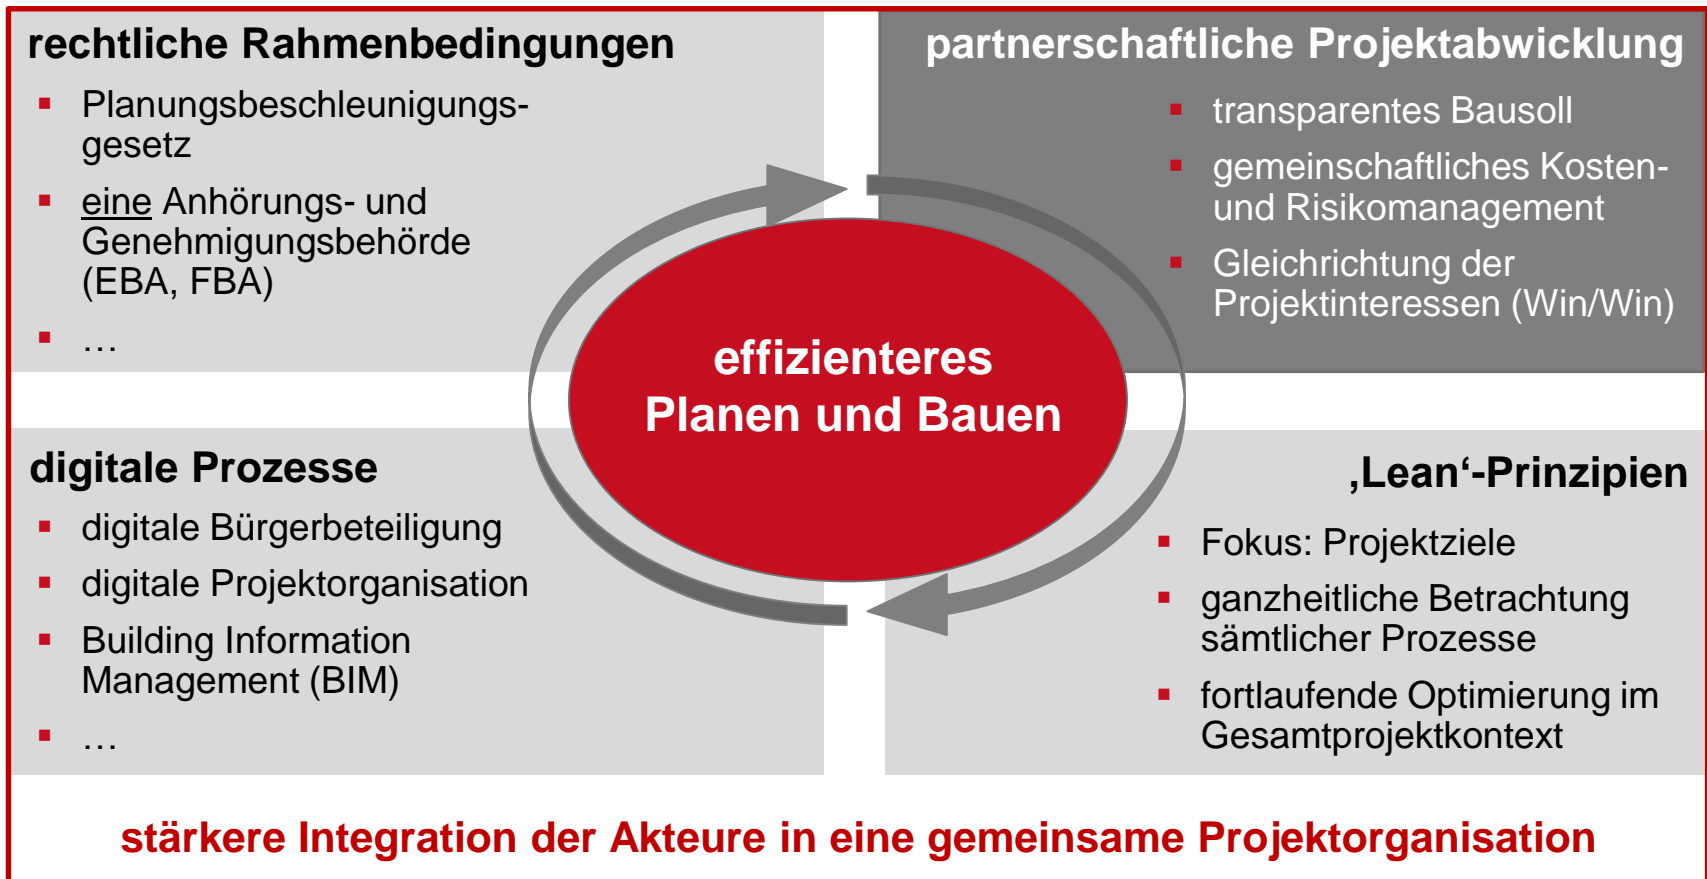 rechtliche Rahmenbedingungen
▪ Planungsbeschleunigungs-
gesetz
▪ eine Anhörungs- und
Genehmigungsbehörde
(EBA, FBA)
▪ …
partnerschaftliche Projektabwicklung
▪ transparentes Bausoll
▪ gemeinschaftliches Kosten-
und Risikomanagement
▪ Gleichrichtung der
Projektinteressen (Win/Win)
effizienteres
Planen und Bauen
digitale Prozesse
▪ digitale Bürgerbeteiligung
▪ digitale Projektorganisation
▪ Building Information
Management (BIM)
▪ …
‚Lean‘-Prinzipien
▪ Fokus: Projektziele
▪ ganzheitliche Betrachtung
sämtlicher Prozesse
▪ fortlaufende Optimierung im
Gesamtprojektkontext
stärkere Integration der Akteure in eine gemeinsame Projektorganisation